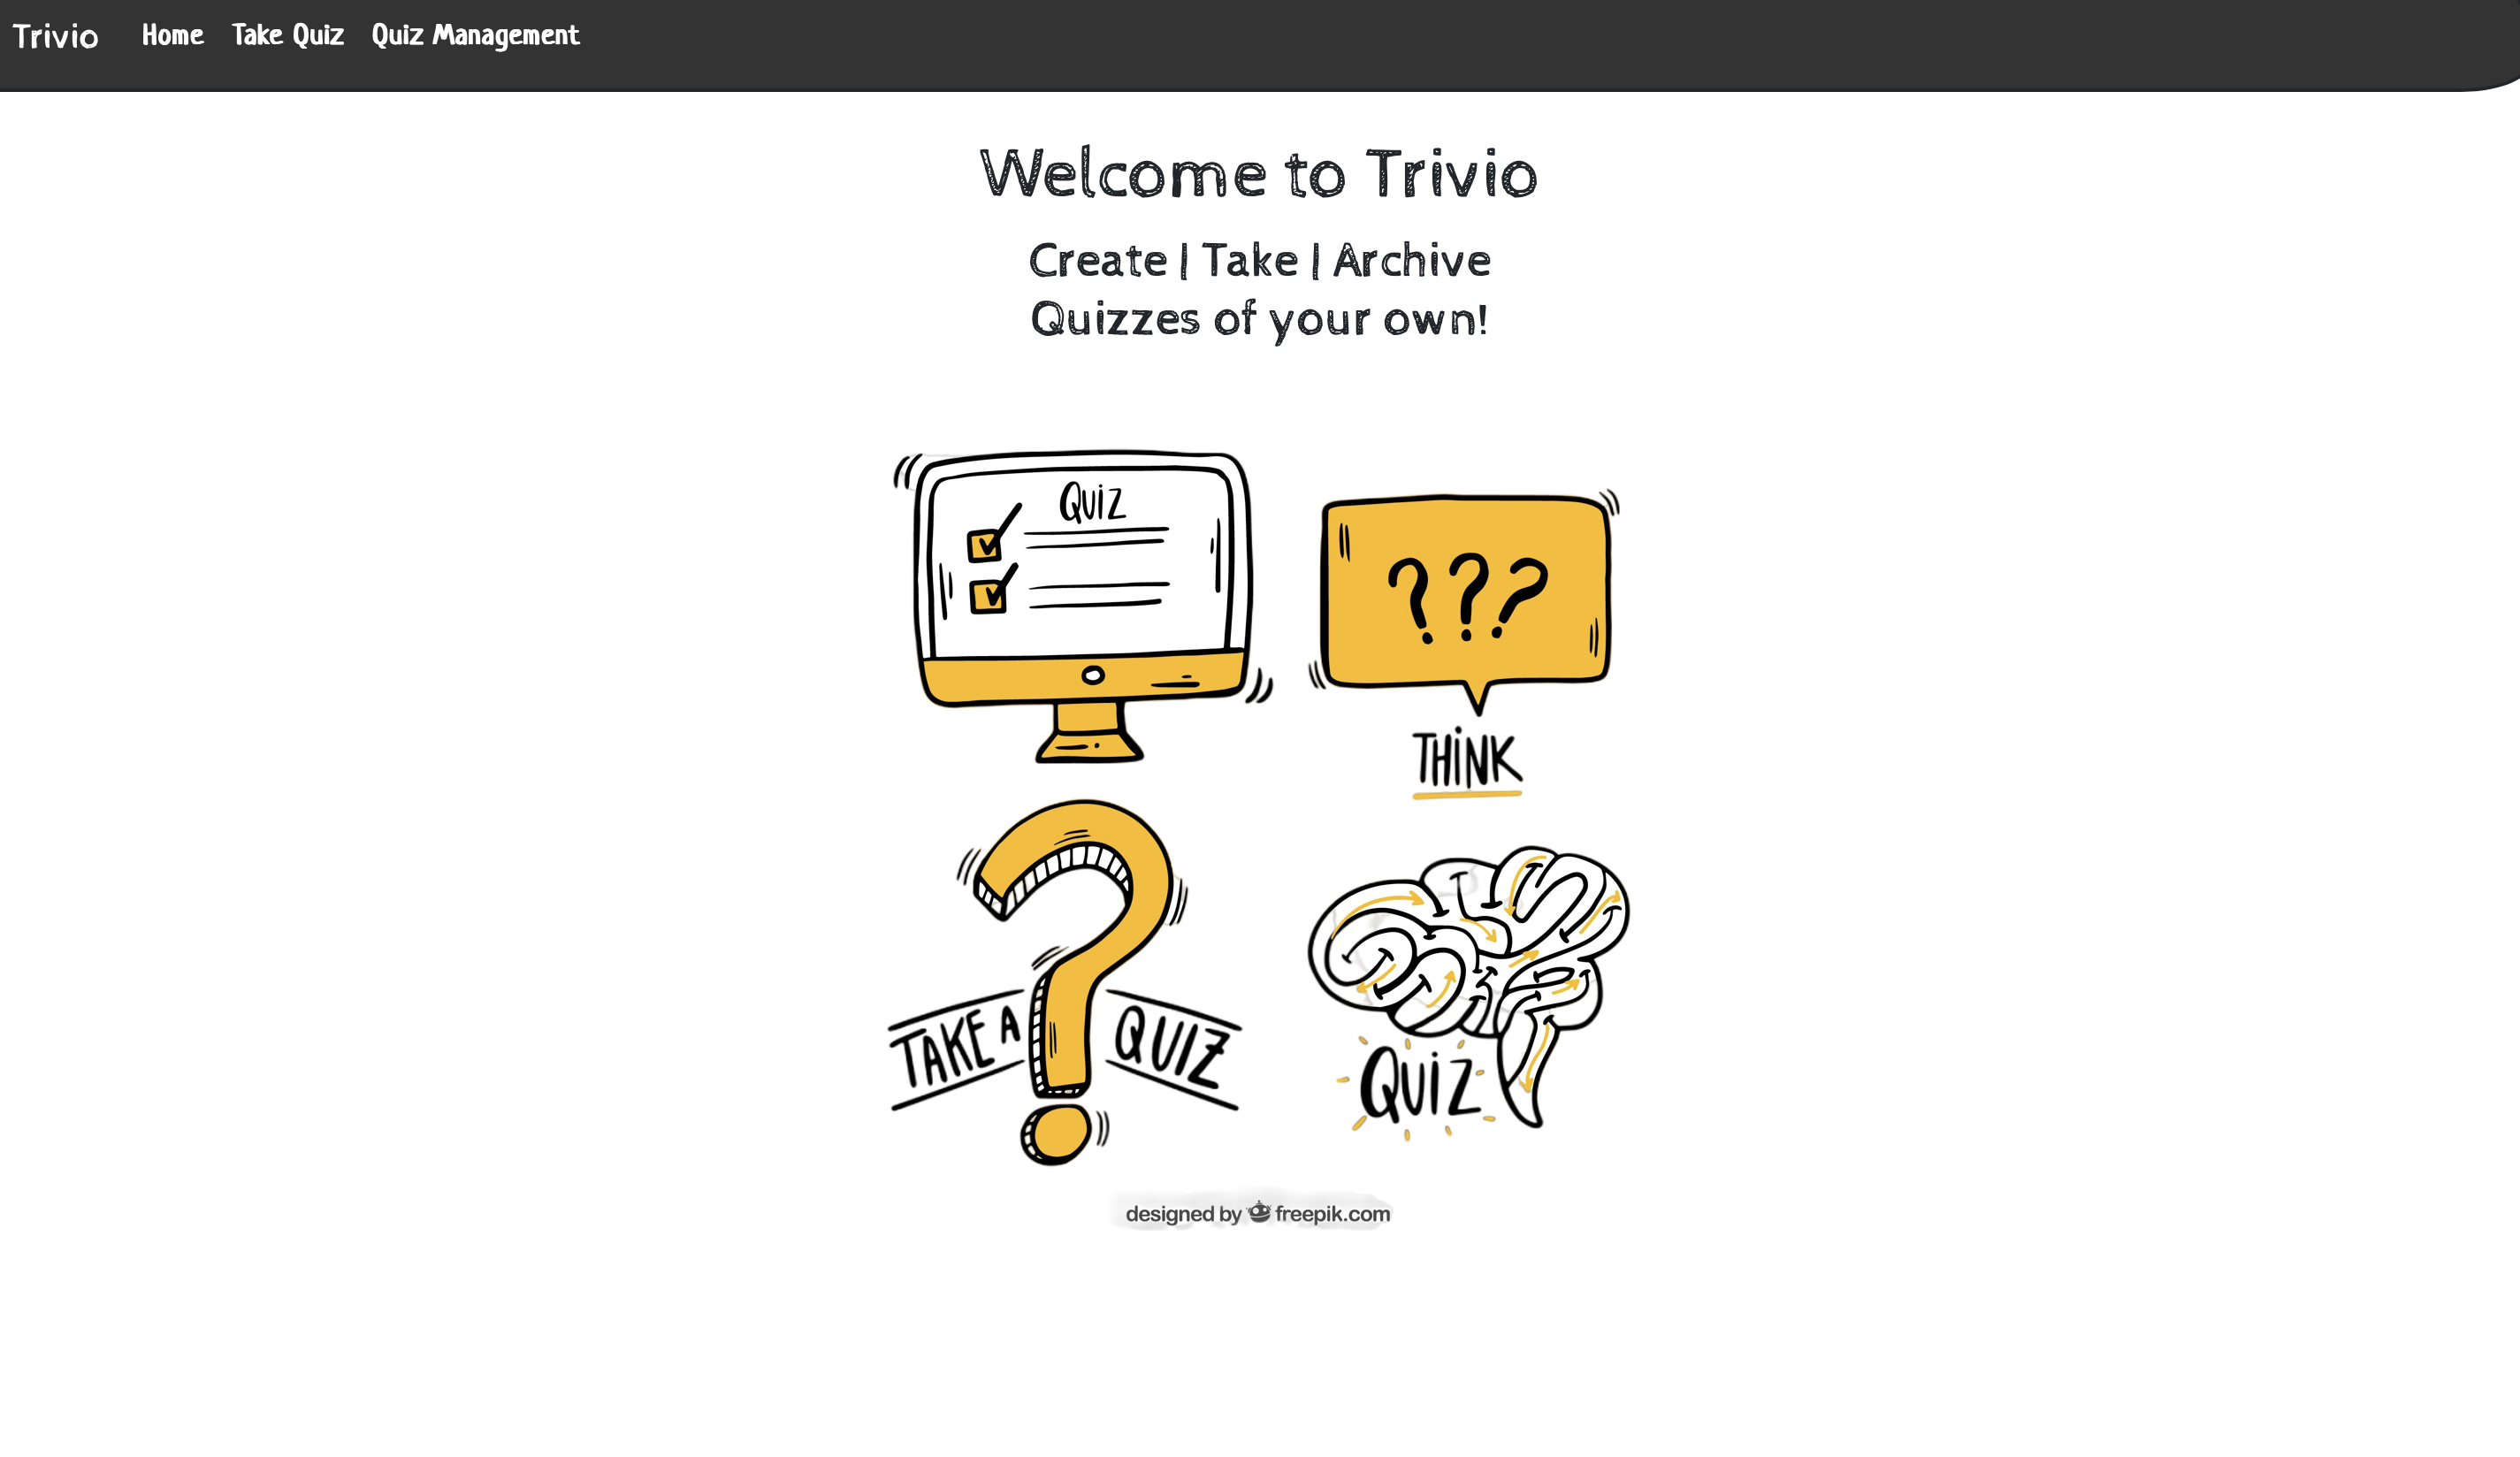 Trivio Home Take Quiz Quiz Management
Welcome to Trivio
Create | Take | Archive
Quizzes of your own!
QUiZ
???
THiNK
TAKE A ? QUIZ
QUiZ
designed by freepik.com